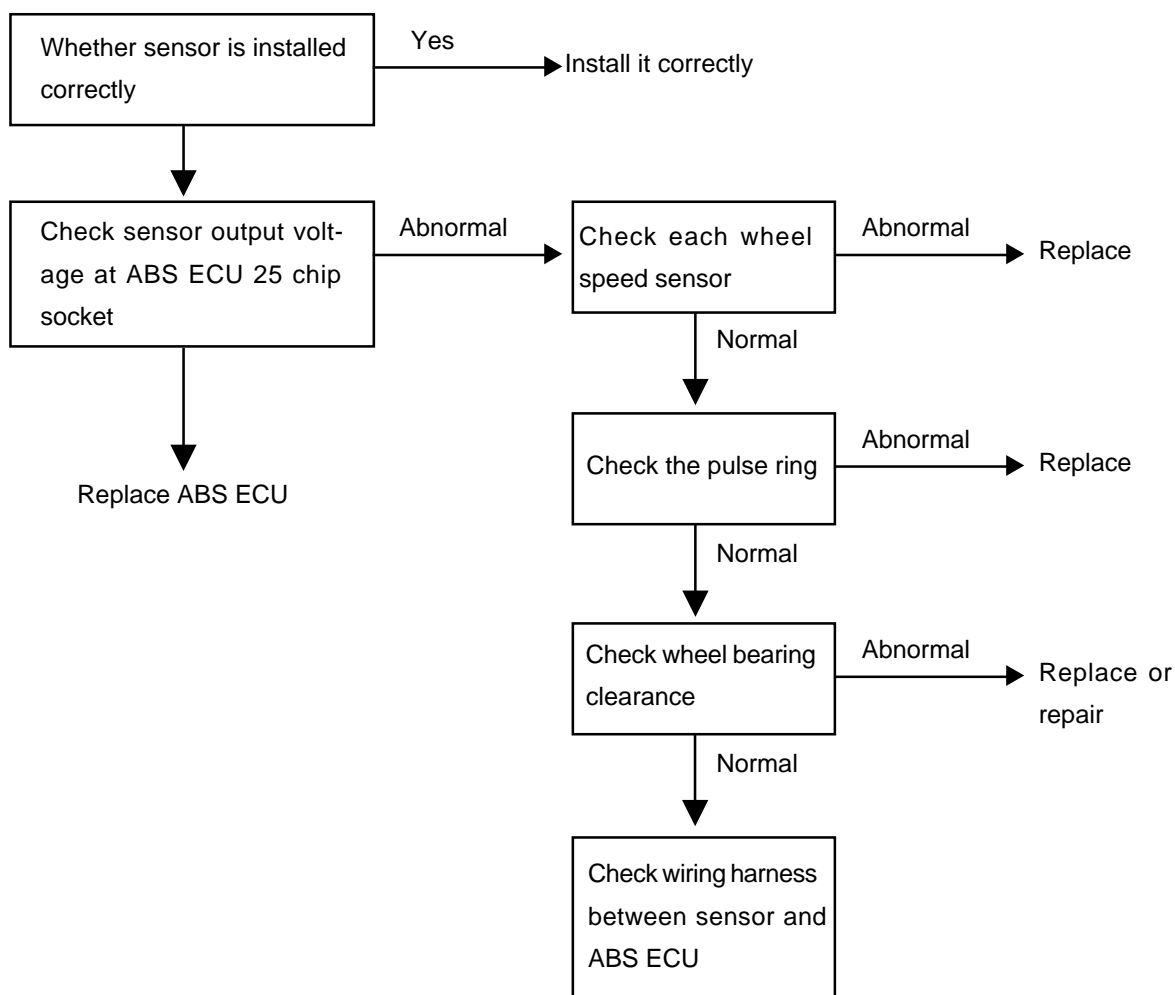 Whether sensor is installed
correctly
Yes
Install it correctly
Check sensor output volt-
age at ABS ECU 25 chip
socket
Abnormal
Check each wheel
speed sensor
Abnormal
Replace
Normal
Replace ABS ECU
Check the pulse ring
Abnormal
Replace
Normal
Check wheel bearing
clearance
Abnormal
Replace or
repair
Normal
Check wiring harness
between sensor and
ABS ECU